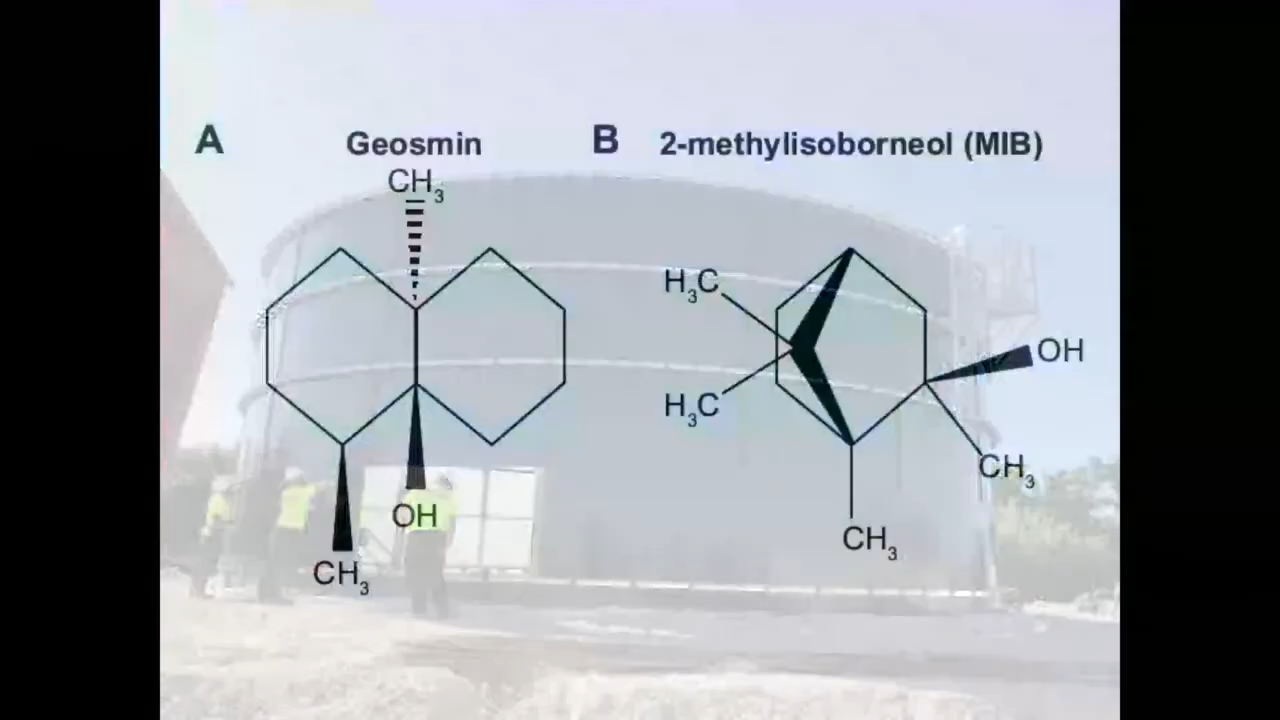 A
Geosmin
CH₃
OH
CH₃
B
2-methylisoborneol (MIB)
H₃C
H₃C
OH
CH₃
CH₃